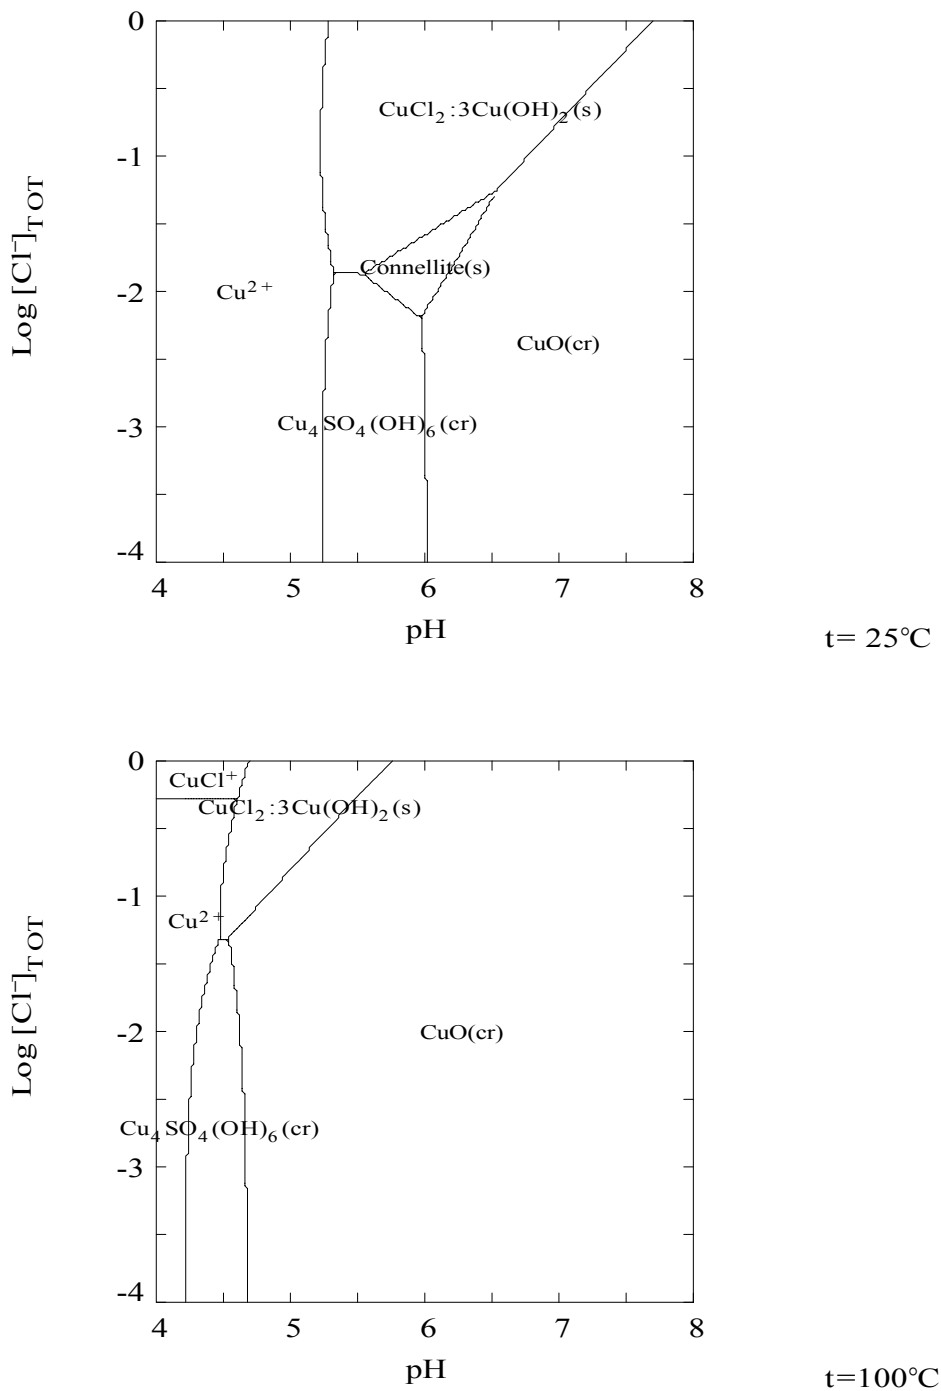 0
CuCl₂:3Cu(OH)₂(s)
-1
Log [Cl⁻]TOT
Connellite(s)
Cu²⁺
-2
CuO(cr)
Cu₄SO₄(OH)₆(cr)
-3
-4
4 5 6 7 8
pH
t= 25°C
0
CuCl⁺
CuCl₂:3Cu(OH)₂(s)
-1
Cu²⁺
Log [Cl⁻]TOT
-2
CuO(cr)
Cu₄SO₄(OH)₆(cr)
-3
-4
4 5 6 7 8
pH
t=100°C